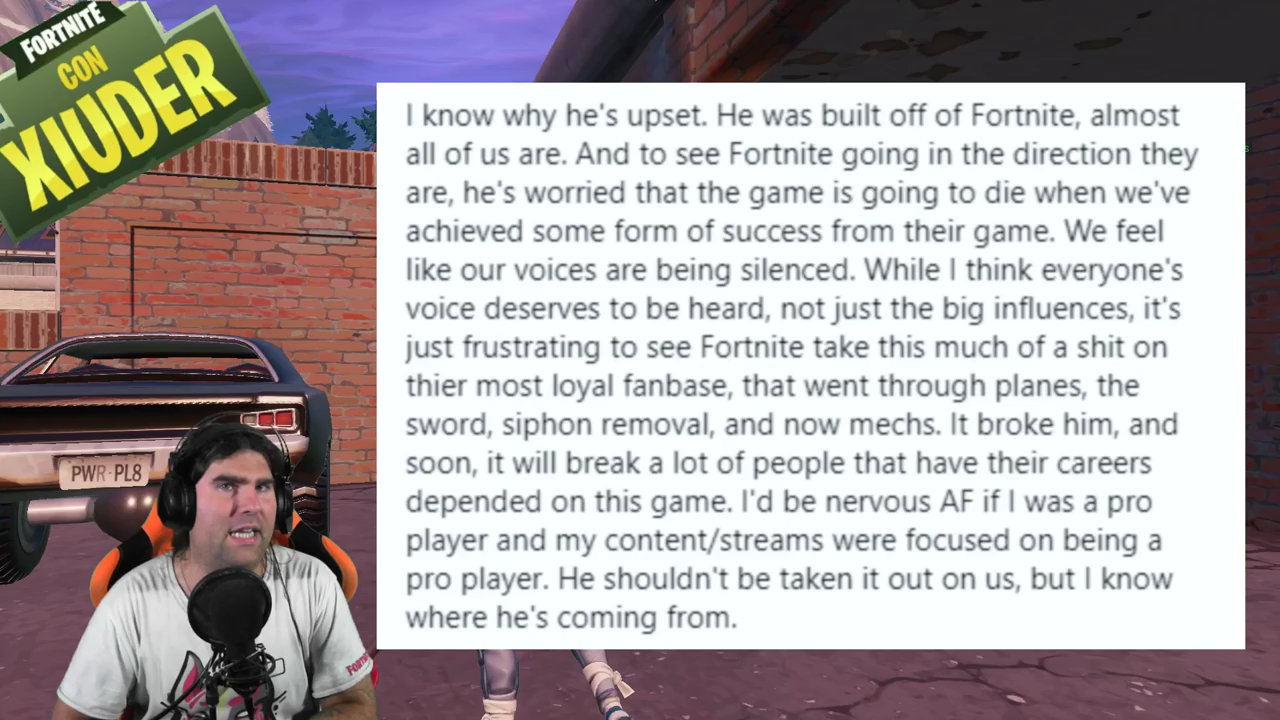 FORTNITE
CON
XIUDER
I know why he's upset. He was built off of Fortnite, almost
all of us are. And to see Fortnite going in the direction they
are, he's worried that the game is going to die when we've
achieved some form of success from their game. We feel
like our voices are being silenced. While I think everyone's
voice deserves to be heard, not just the big influences, it's
just frustrating to see Fortnite take this much of a shit on
thier most loyal fanbase, that went through planes, the
sword, siphon removal, and now mechs. It broke him, and
soon, it will break a lot of people that have their careers
depended on this game. I'd be nervous AF if I was a pro
player and my content/streams were focused on being a
pro player. He shouldn't be taken it out on us, but I know
where he's coming from.
PWR-PL8